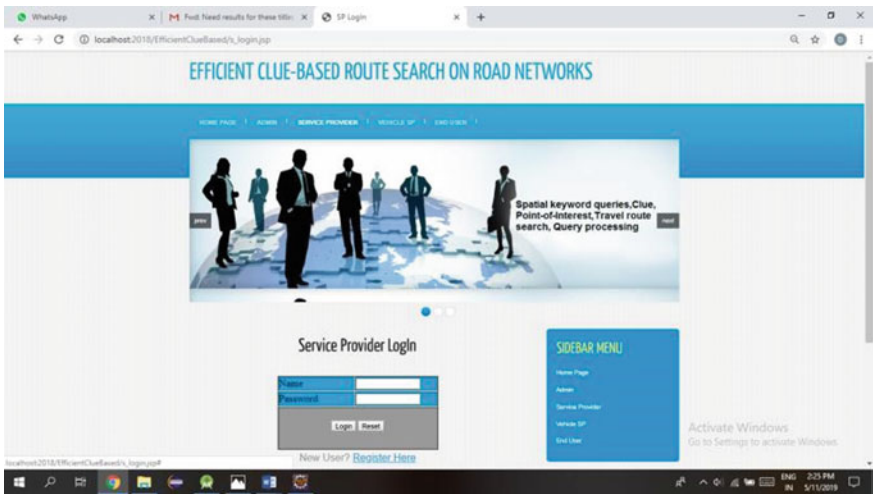 WhatsApp
Fwd: Need results for these titles
SP Login
localhost:2018/EfficientClueBased/s_login.jsp
EFFICIENT CLUE-BASED ROUTE SEARCH ON ROAD NETWORKS
HOME PAGE ADMIN SERVICE PROVIDER VEHICLE SP END USER
Spatial keyword queries,Clue,
Point-of-Interest,Travel route
search, Query processing
prev
next
Service Provider LogIn
Name
Password
Login Reset
New User? Register Here
SIDEBAR MENU
Home Page
Admin
Service Provider
Vehicle SP
End User
Activate Windows
Go to Settings to activate Windows.
localhost:2018/EfficientClueBased/s_login.jsp#
ENG
IN
2:25 PM
5/11/2019